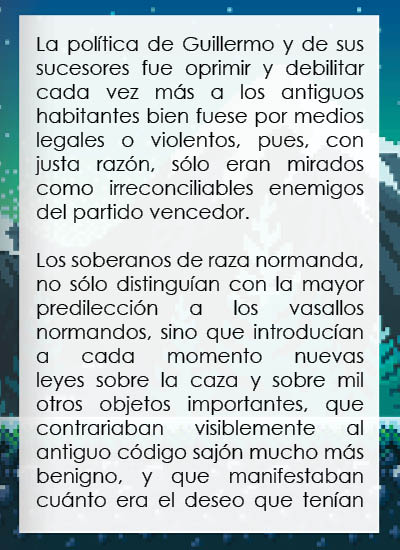 La política de Guillermo y de sus
sucesores fue oprimir y debilitar
cada vez más a los antiguos
habitantes bien fuese por medios
legales o violentos, pues, con
justa razón, sólo eran mirados
como irreconciliables enemigos
del partido vencedor.
Los soberanos de raza normanda,
no sólo distinguían con la mayor
predilección a los vasallos
normandos, sino que introducían
a cada momento nuevas
leyes sobre la caza y sobre mil
otros objetos importantes, que
contrariaban visiblemente al
antiguo código sajón mucho más
benigno, y que manifestaban
cuánto era el deseo que tenían